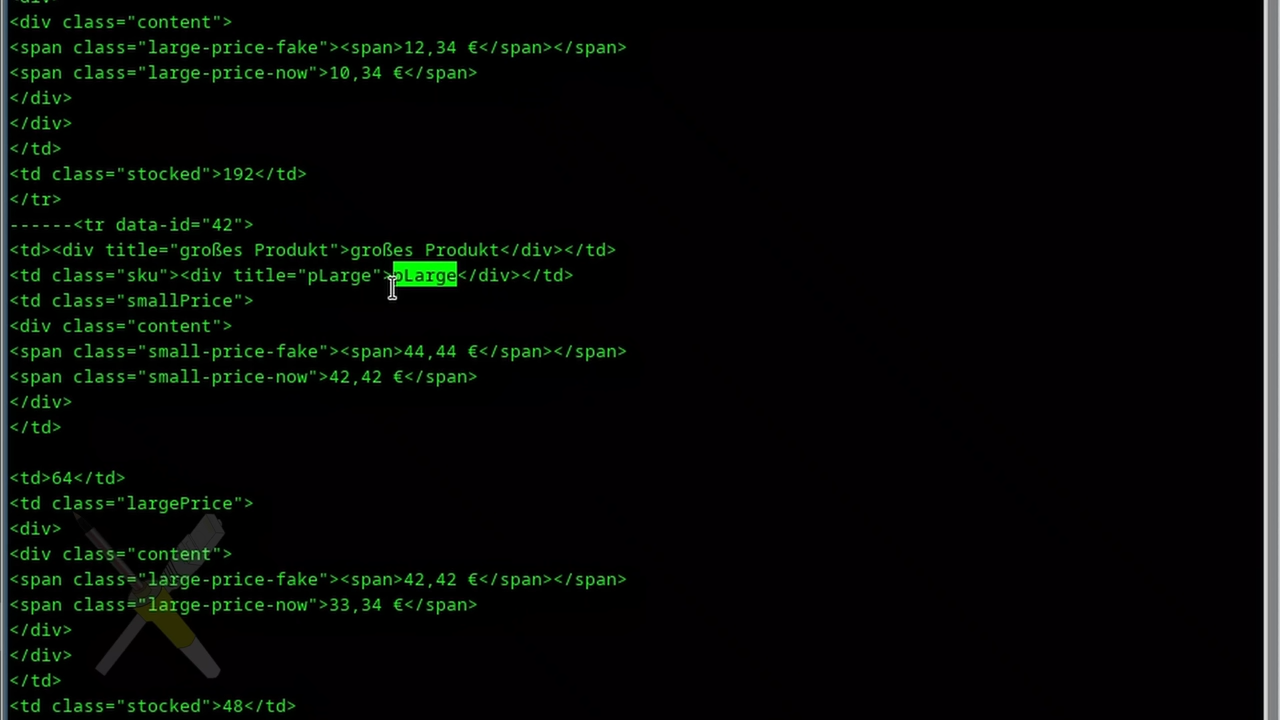 <div class="content">
<span class="large-price-fake"><span>12,34 €</span></span>
<span class="large-price-now">10,34 €</span>
</div>
</div>
</td>
<td class="stocked">192</td>
</tr>
------<tr data-id="42">
<td><div title="großes Produkt">großes Produkt</div></td>
<td class="sku"><div title="pLarge">pLarge</div></td>
<td class="smallPrice">
<div class="content">
<span class="small-price-fake"><span>44,44 €</span></span>
<span class="small-price-now">42,42 €</span>
</div>
</td>
<td>64</td>
<td class="largePrice">
<div>
<div class="content">
<span class="large-price-fake"><span>42,42 €</span></span>
<span class="large-price-now">33,34 €</span>
</div>
</div>
</td>
<td class="stocked">48</td>